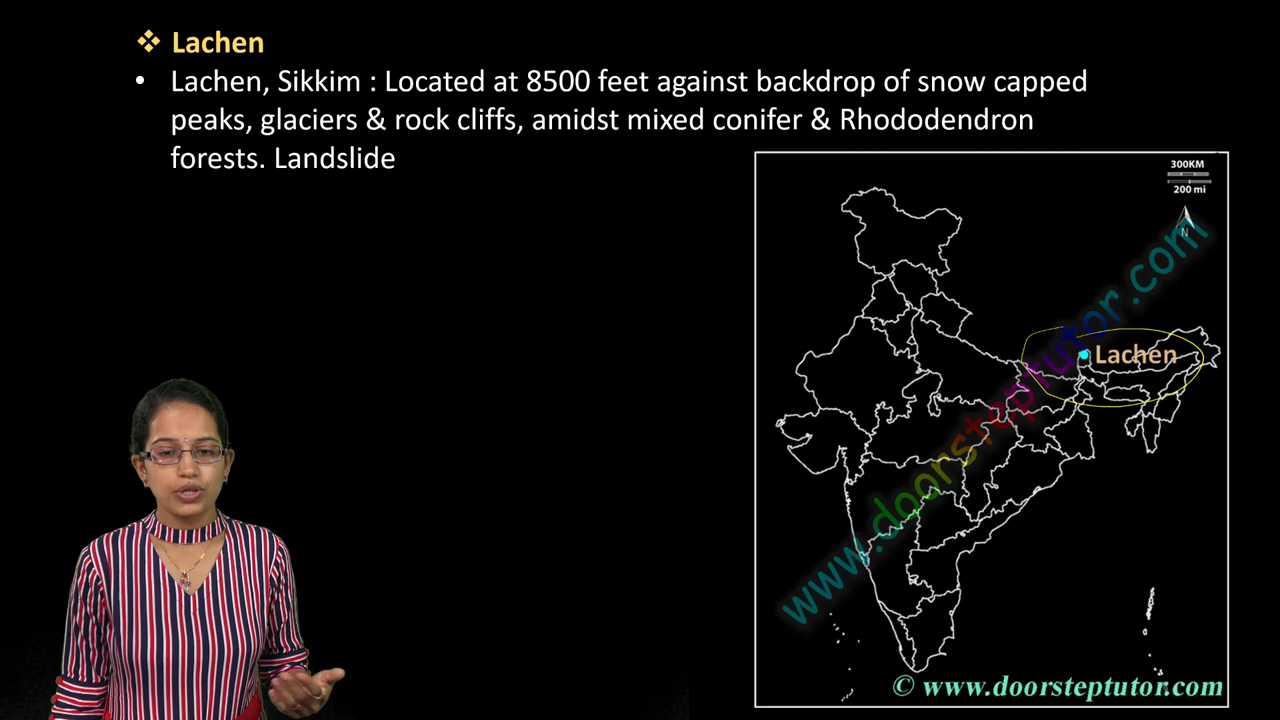 ❖ Lachen
• Lachen, Sikkim : Located at 8500 feet against backdrop of snow capped
peaks, glaciers & rock cliffs, amidst mixed conifer & Rhododendron
forests. Landslide
300KM
200 mi
N
Lachen
www.doorsteptutor.com
© www.doorsteptutor.com